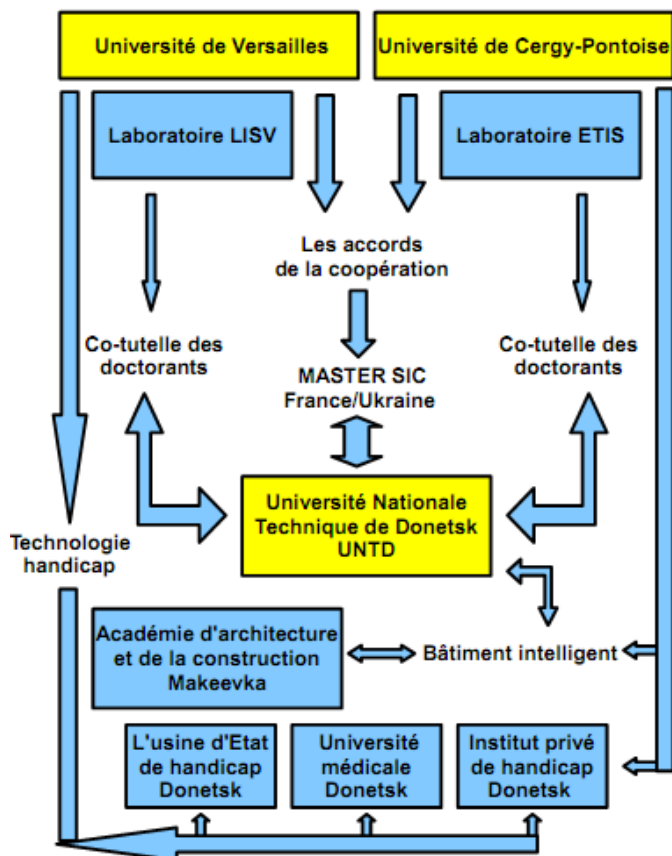 Université de Versailles
Université de Cergy-Pontoise
Laboratoire LISV
Laboratoire ETIS
Les accords
de la coopération
Co-tutelle des
doctorants
MASTER SIC
France/Ukraine
Co-tutelle des
doctorants
Université Nationale
Technique de Donetsk
UNTD
Technologie
handicap
Académie d'architecture
et de la construction
Makeevka
Bâtiment intelligent
L'usine d'Etat
de handicap
Donetsk
Université
médicale
Donetsk
Institut privé
de handicap
Donetsk